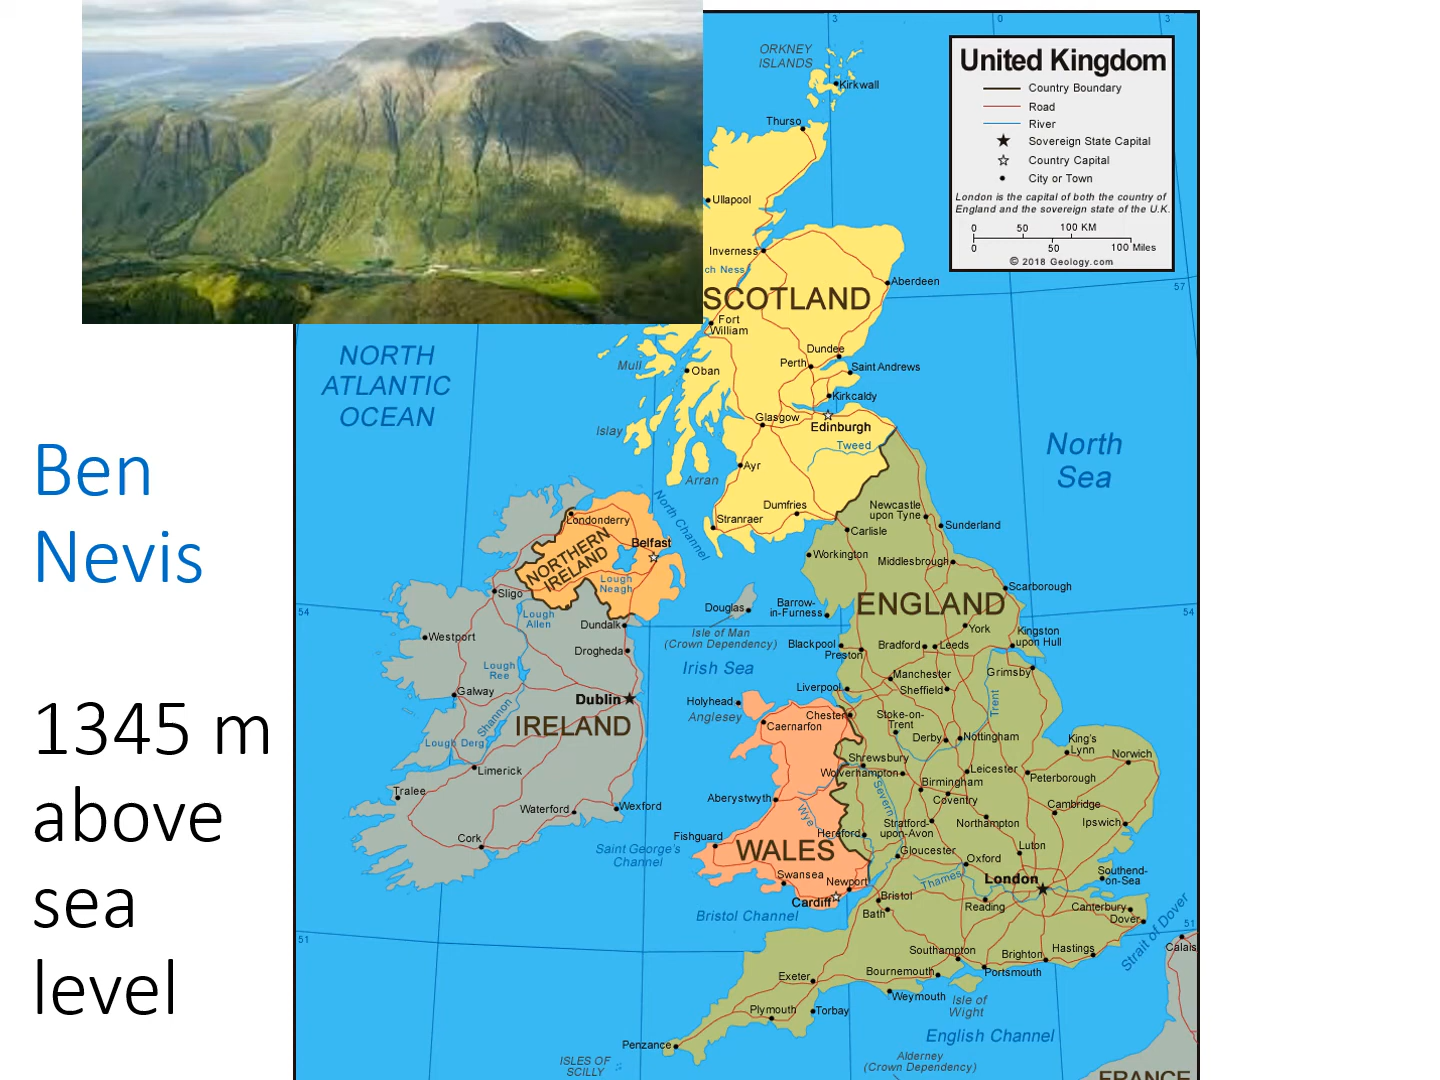 Ben
Nevis
1345 m
above
sea
level
3
0
3
ORKNEY
ISLANDS
Kirkwall
Thurso
United Kingdom
Country Boundary
Road
River
Sovereign State Capital
Country Capital
City or Town
London is the capital of both the country of
England and the sovereign state of the U.K.
0 50 100 KM
0 50 100 Miles
© 2018 Geology.com
Ullapool
Inverness
ch Ness
Aberdeen
57
SCOTLAND
Fort
William
NORTH
ATLANTIC
OCEAN
Mull
Oban
Dundee
Perth
Saint Andrews
Kirkcaldy
Glasgow
Edinburgh
Islay
Tweed
North
Sea
Ayr
Arran
North Channel
Dumfries
Stranraer
Newcastle
upon Tyne
Sunderland
Carlisle
Londonderry
NORTHERN
IRELAND
Belfast
Lough
Neagh
Workington
Middlesbrough
Scarborough
Sligo
54
54
Lough
Allen
Douglas
Barrow-
in-Furness
ENGLAND
Dundalk
Isle of Man
(Crown Dependency)
York
Kingston
upon Hull
Westport
Drogheda
Blackpool
Preston
Bradford
Leeds
Irish Sea
Lough
Ree
Manchester
Grimsby
Galway
Liverpool
Sheffield
Dublin
Holyhead
Anglesey
Trent
Shannon
IRELAND
Chester
Caernarfon
Stoke-on-
Trent
Derby
Nottingham
King's
Lynn
Norwich
Lough Derg
Limerick
Shrewsbury
Wolverhampton
Leicester
Peterborough
Birmingham
Tralee
Aberystwyth
Severn
Coventry
Cambridge
Waterford
Wexford
Wye
Northampton
Ipswich
Stratford-
upon-Avon
Hereford
Cork
Fishguard
Saint George's
Channel
WALES
Gloucester
Luton
Oxford
Swansea
Newport
Thames
London
Southend-
on-Sea
Cardiff
Bristol
Bath
Reading
Canterbury
Dover
Bristol Channel
Strait of Dover
51
51
Calais
Southampton
Brighton
Hastings
Exeter
Bournemouth
Portsmouth
Weymouth
Isle of
Wight
Plymouth
Torbay
English Channel
Penzance
ISLES OF
SCILLY
Alderney
(Crown Dependency)
FRANCE